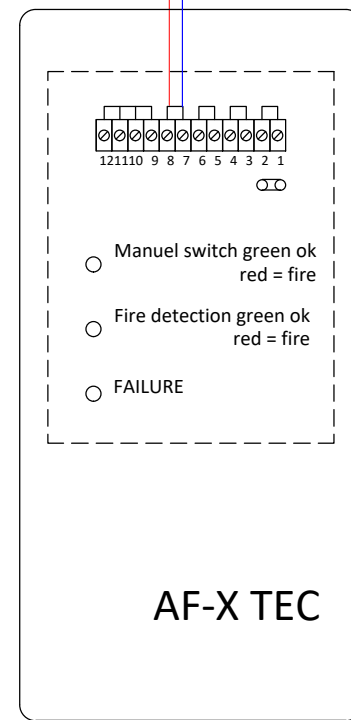 121110 9 8 7 6 5 4 3 2 1
Manuel switch green ok
red = fire
Fire detection green ok
red = fire
FAILURE
AF-X TEC